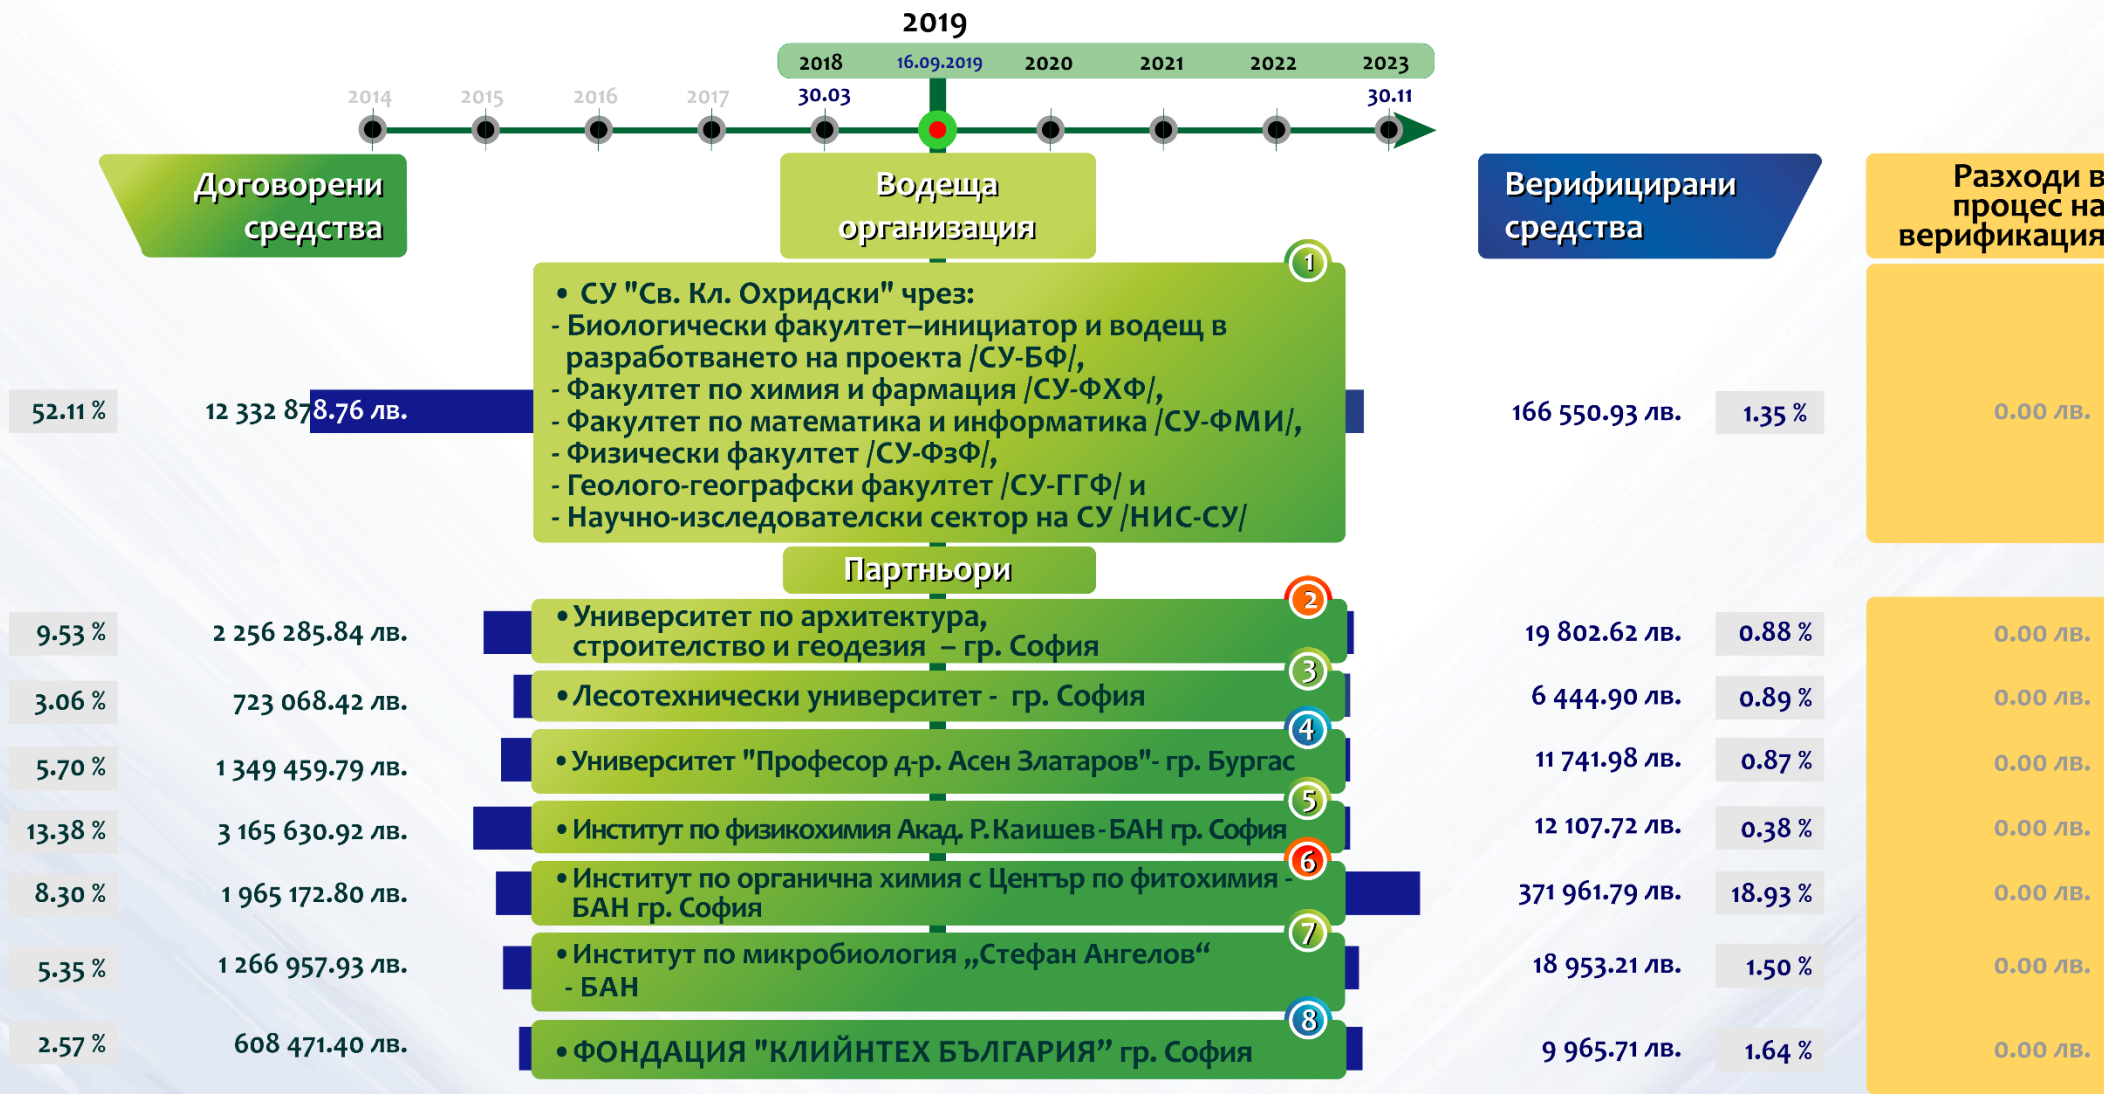 2019
2018 16.09.2019 2020 2021 2022 2023
2014 2015 2016 2017 30.03 30.11
Договорени
средства
Водеща
организация
Верифицирани
средства
Разходи в
процес на
верификация
1
• СУ "Св. Кл. Охридски" чрез:
- Биологически факултет–инициатор и водещ в
разработването на проекта /СУ-БФ/,
- Факултет по химия и фармация /СУ-ФХФ/,
- Факултет по математика и информатика /СУ-ФМИ/,
- Физически факултет /СУ-ФзФ/,
- Геолого-географски факултет /СУ-ГГФ/ и
- Научно-изследователски сектор на СУ /НИС-СУ/
52.11 % 12 332 878.76 лв. 166 550.93 лв. 1.35 % 0.00 лв.
Партньори
2
• Университет по архитектура,
строителство и геодезия – гр. София
9.53 % 2 256 285.84 лв. 19 802.62 лв. 0.88 % 0.00 лв.
3
3.06 % 723 068.42 лв. • Лесотехнически университет - гр. София 6 444.90 лв. 0.89 % 0.00 лв.
4
5.70 % 1 349 459.79 лв. • Университет "Професор д-р. Асен Златаров"- гр. Бургас 11 741.98 лв. 0.87 % 0.00 лв.
5
13.38 % 3 165 630.92 лв. • Институт по физикохимия Акад. Р. Каишев - БАН гр. София 12 107.72 лв. 0.38 % 0.00 лв.
6
• Институт по органична химия с Център по фитохимия -
БАН гр. София
8.30 % 1 965 172.80 лв. 371 961.79 лв. 18.93 % 0.00 лв.
7
• Институт по микробиология „Стефан Ангелов“
- БАН
5.35 % 1 266 957.93 лв. 18 953.21 лв. 1.50 % 0.00 лв.
8
2.57 % 608 471.40 лв. • ФОНДАЦИЯ "КЛИЙНТЕХ БЪЛГАРИЯ” гр. София 9 965.71 лв. 1.64 % 0.00 лв.